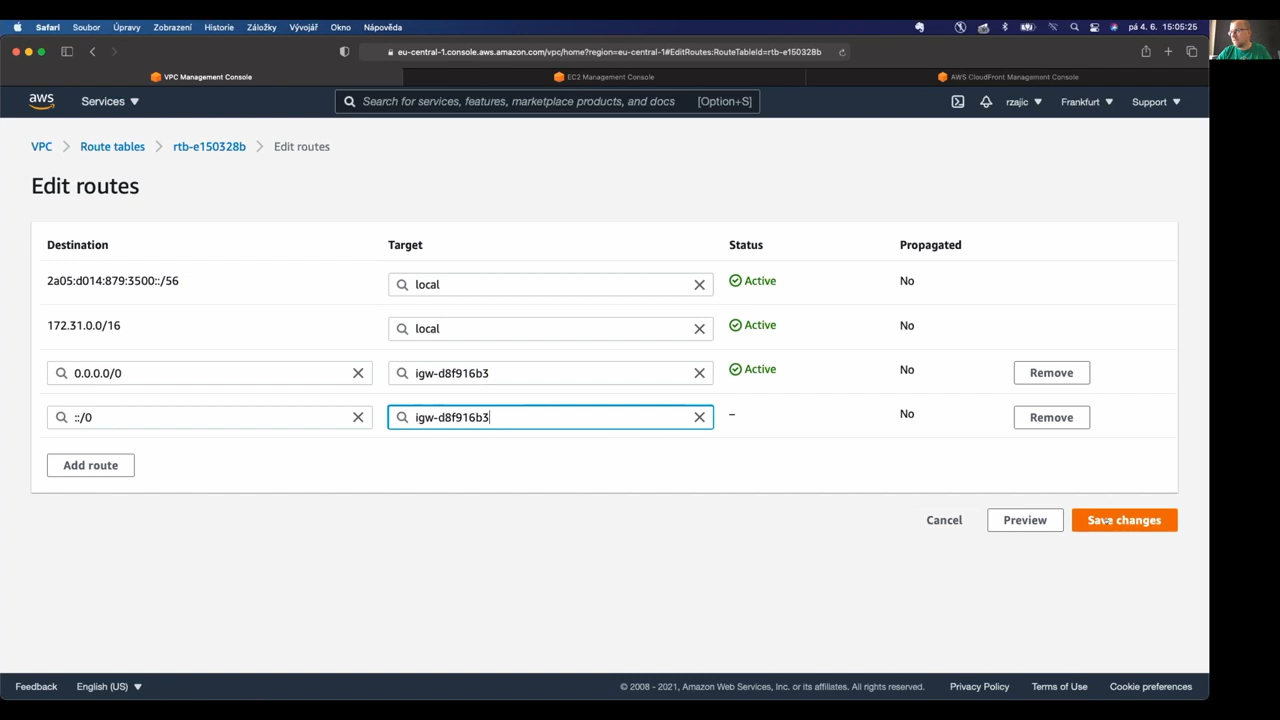 Safari Soubor Úpravy Zobrazení Historie Záložky Vývojář Okno Nápověda pá 4. 6. 15:05:25
eu-central-1.console.aws.amazon.com/vpc/home?region=eu-central-1#EditRoutes:RouteTableId=rtb-e150328b
VPC Management Console EC2 Management Console AWS CloudFront Management Console
aws Services Search for services, features, marketplace products, and docs [Option+S] rzajic Frankfurt Support
VPC > Route tables > rtb-e150328b > Edit routes
Edit routes
Destination Target Status Propagated
2a05:d014:879:3500::/56 local Active No
172.31.0.0/16 local Active No
0.0.0.0/0 igw-d8f916b3 Active No Remove
::/0 igw-d8f916b3 – No Remove
Add route
Cancel Preview Save changes
Feedback English (US) © 2008 - 2021, Amazon Web Services, Inc. or its affiliates. All rights reserved. Privacy Policy Terms of Use Cookie preferences